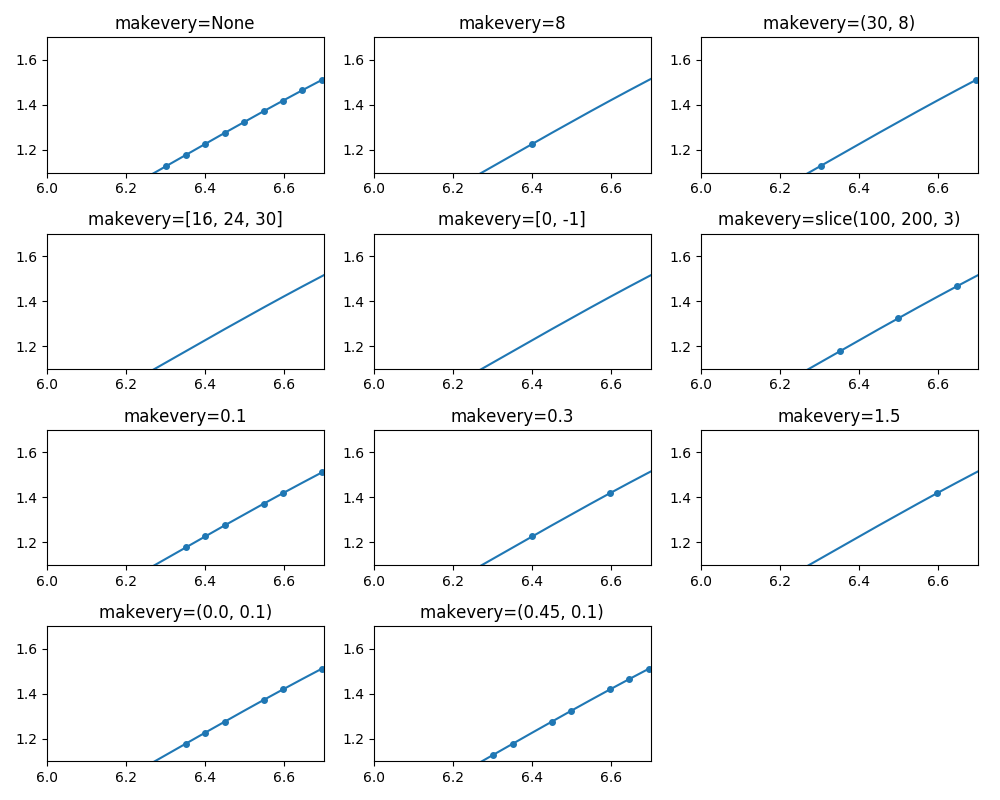 makevery=None
1.6
1.4
1.2
6.0 6.2 6.4 6.6
makevery=8
1.6
1.4
1.2
6.0 6.2 6.4 6.6
makevery=(30, 8)
1.6
1.4
1.2
6.0 6.2 6.4 6.6
makevery=[16, 24, 30]
1.6
1.4
1.2
6.0 6.2 6.4 6.6
makevery=[0, -1]
1.6
1.4
1.2
6.0 6.2 6.4 6.6
makevery=slice(100, 200, 3)
1.6
1.4
1.2
6.0 6.2 6.4 6.6
makevery=0.1
1.6
1.4
1.2
6.0 6.2 6.4 6.6
makevery=0.3
1.6
1.4
1.2
6.0 6.2 6.4 6.6
makevery=1.5
1.6
1.4
1.2
6.0 6.2 6.4 6.6
makevery=(0.0, 0.1)
1.6
1.4
1.2
6.0 6.2 6.4 6.6
makevery=(0.45, 0.1)
1.6
1.4
1.2
6.0 6.2 6.4 6.6